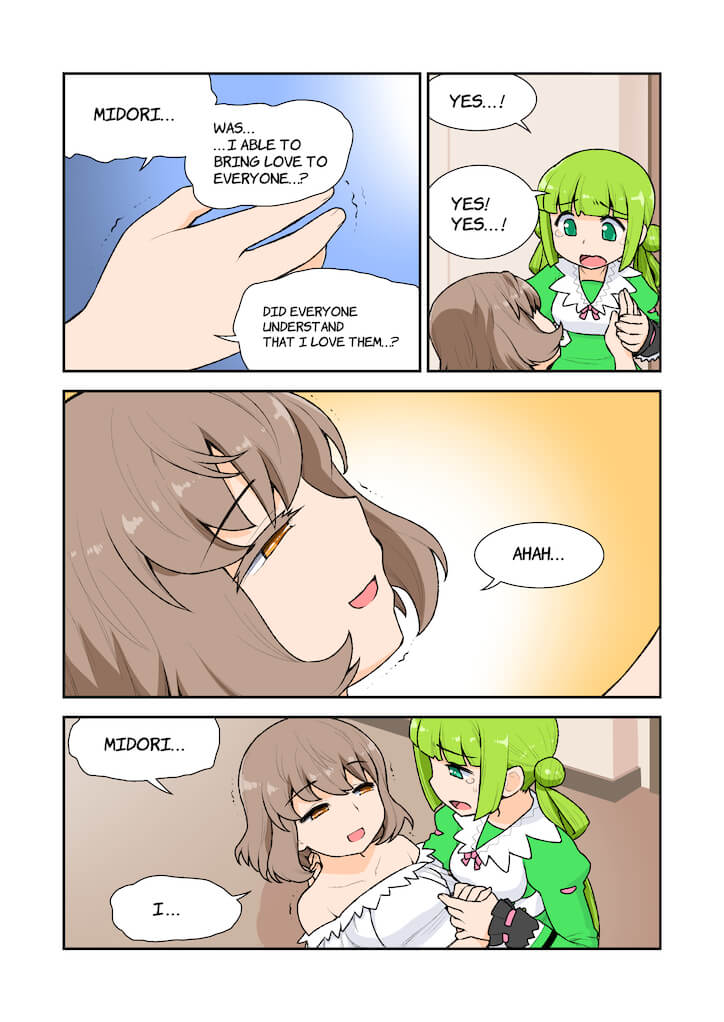 MIDORI...
WAS...
...I ABLE TO
BRING LOVE TO
EVERYONE...?
DID EVERYONE
UNDERSTAND
THAT I LOVE THEM...?
YES...!
YES!
YES...!
AHAH...
MIDORI...
I...